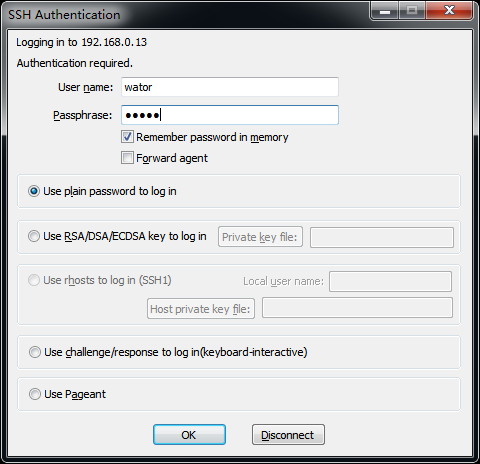 SSH Authentication
Logging in to 192.168.0.13
Authentication required.
User name: wator
Passphrase: •••••
Remember password in memory
Forward agent
Use plain password to log in
Use RSA/DSA/ECDSA key to log in Private key file:
Use rhosts to log in (SSH1) Local user name:
Host private key file:
Use challenge/response to log in(keyboard-interactive)
Use Pageant
OK Disconnect